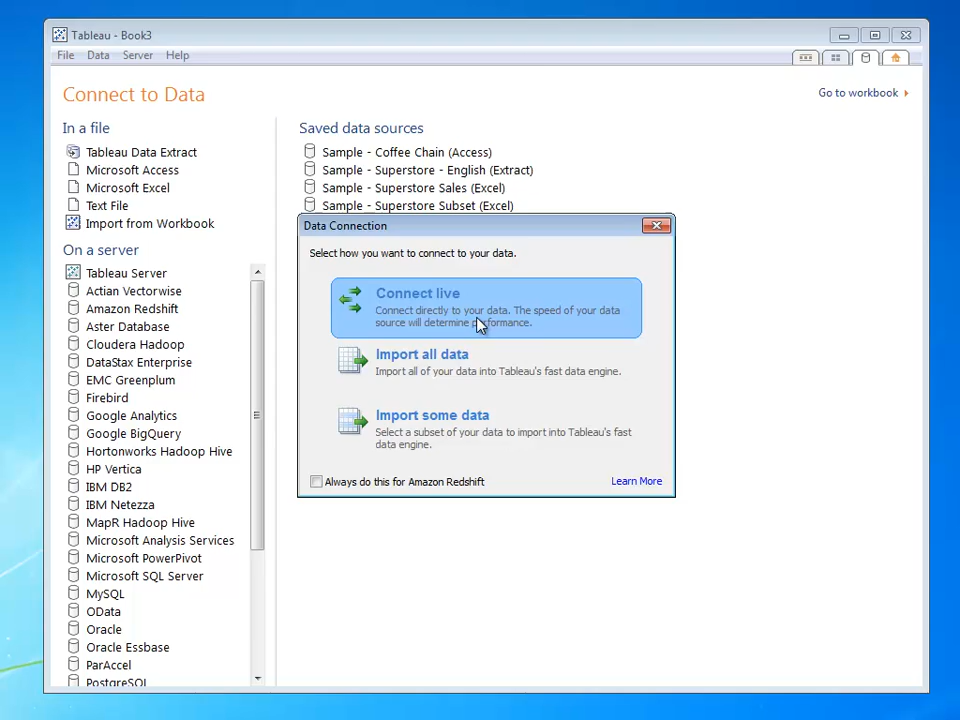 Tableau - Book3
File Data Server Help
Connect to Data
Go to workbook
In a file
Tableau Data Extract
Microsoft Access
Microsoft Excel
Text File
Import from Workbook
On a server
Tableau Server
Actian Vectorwise
Amazon Redshift
Aster Database
Cloudera Hadoop
DataStax Enterprise
EMC Greenplum
Firebird
Google Analytics
Google BigQuery
Hortonworks Hadoop Hive
HP Vertica
IBM DB2
IBM Netezza
MapR Hadoop Hive
Microsoft Analysis Services
Microsoft PowerPivot
Microsoft SQL Server
MySQL
OData
Oracle
Oracle Essbase
ParAccel
PostgreSQL
Saved data sources
Sample - Coffee Chain (Access)
Sample - Superstore - English (Extract)
Sample - Superstore Sales (Excel)
Sample - Superstore Subset (Excel)
Data Connection
Select how you want to connect to your data.
Connect live
Connect directly to your data. The speed of your data
source will determine performance.
Import all data
Import all of your data into Tableau's fast data engine.
Import some data
Select a subset of your data to import into Tableau's fast
data engine.
Always do this for Amazon Redshift
Learn More